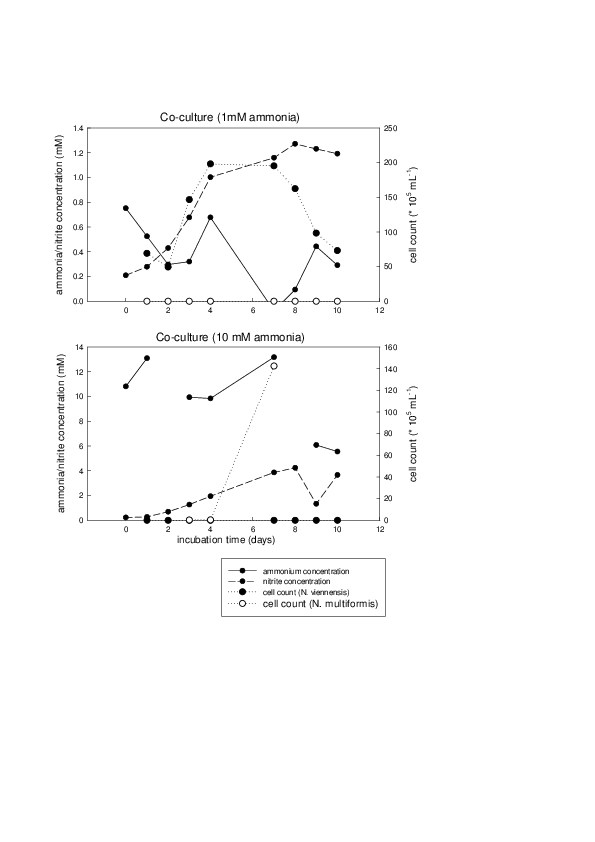 Co-culture (1mM ammonia)
ammonia/nitrite concentration (mM)
1.4
1.2
1.0
0.8
0.6
0.4
0.2
0.0
250
200
150
100
50
0
cell count (* 10^5 mL^-1)
0 2 4 6 8 10 12
Co-culture (10 mM ammonia)
ammonia/nitrite concentration (mM)
14
12
10
8
6
4
2
0
160
140
120
100
80
60
40
20
0
cell count (* 10^5 mL^-1)
0 2 4 6 8 10 12
incubation time (days)
ammonium concentration
nitrite concentration
cell count (N. viennensis)
cell count (N. multiformis)